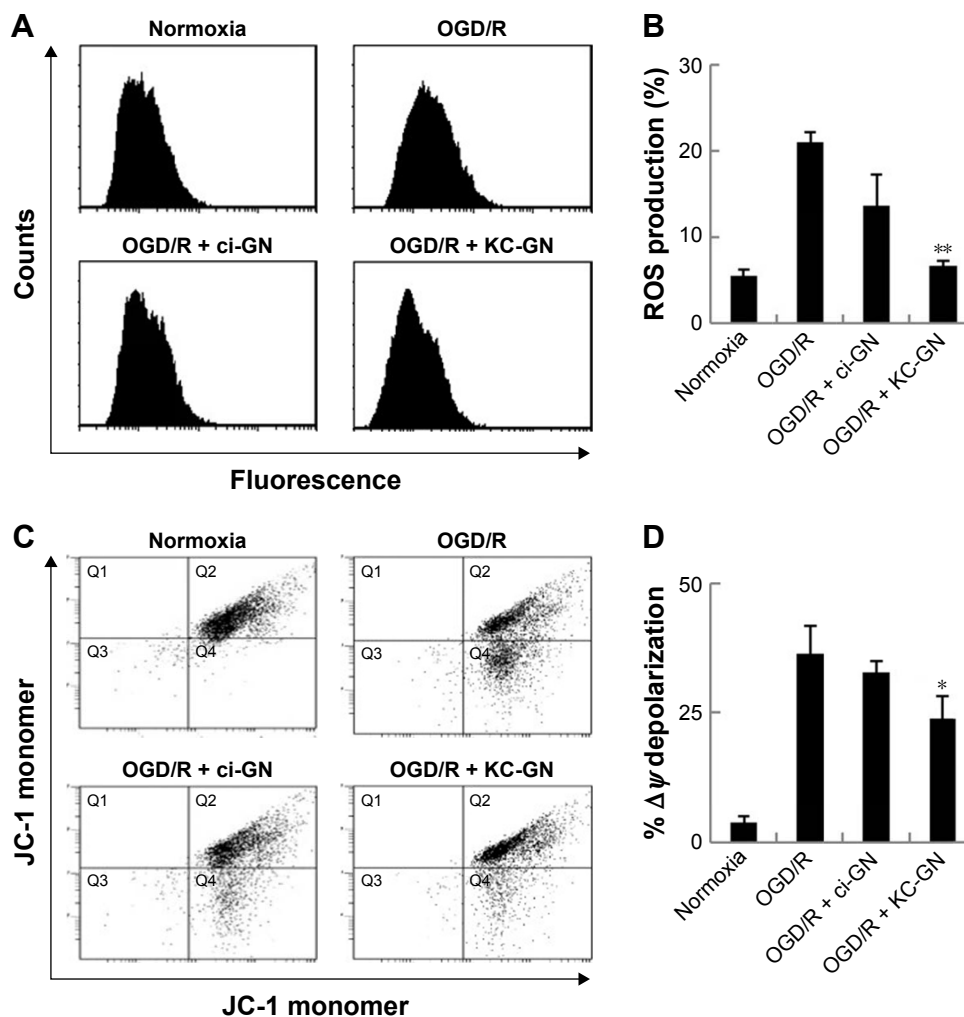 A
Normoxia
OGD/R
OGD/R + ci-GN
OGD/R + KC-GN
Counts
Fluorescence
B
ROS production (%)
30
20
10
0
**
Normoxia
OGD/R
OGD/R + ci-GN
OGD/R + KC-GN
C
Normoxia
OGD/R
Q1
Q2
Q3
Q4
Q1
Q2
Q3
Q4
OGD/R + ci-GN
OGD/R + KC-GN
Q1
Q2
Q3
Q4
Q1
Q2
Q3
Q4
JC-1 monomer
JC-1 monomer
D
% Δψ depolarization
50
25
0
*
Normoxia
OGD/R
OGD/R + ci-GN
OGD/R + KC-GN